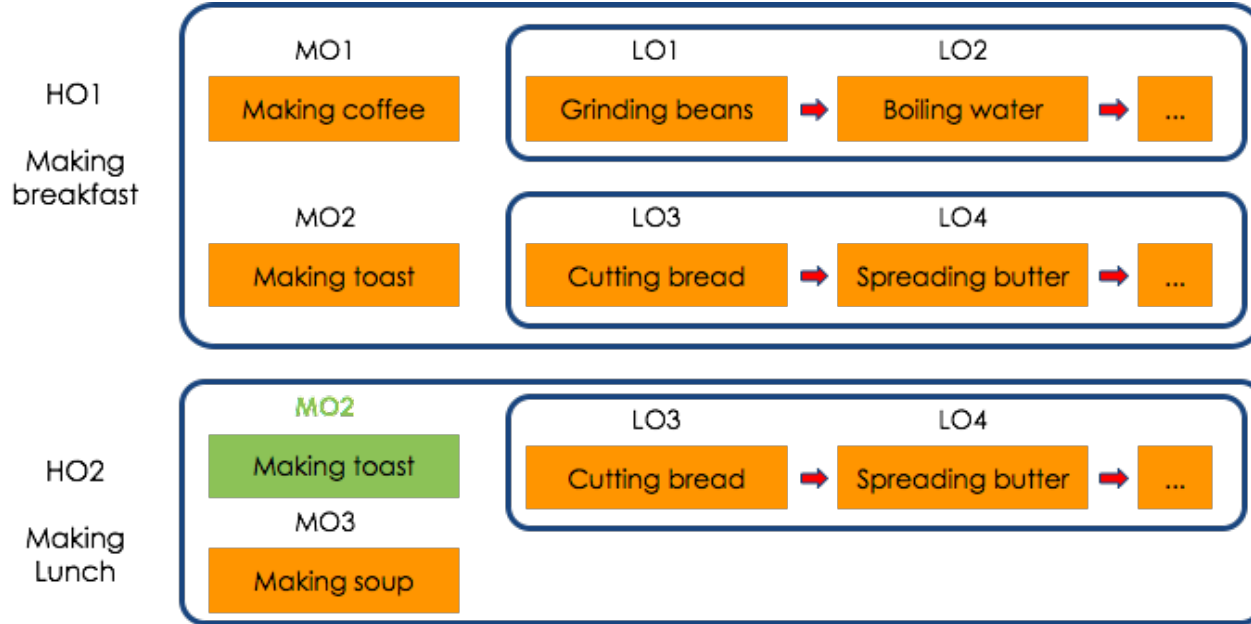 HO1
Making
breakfast
MO1
Making coffee
LO1
Grinding beans
LO2
Boiling water
...
MO2
Making toast
LO3
Cutting bread
LO4
Spreading butter
...
HO2
Making
Lunch
MO2
Making toast
LO3
Cutting bread
LO4
Spreading butter
...
MO3
Making soup